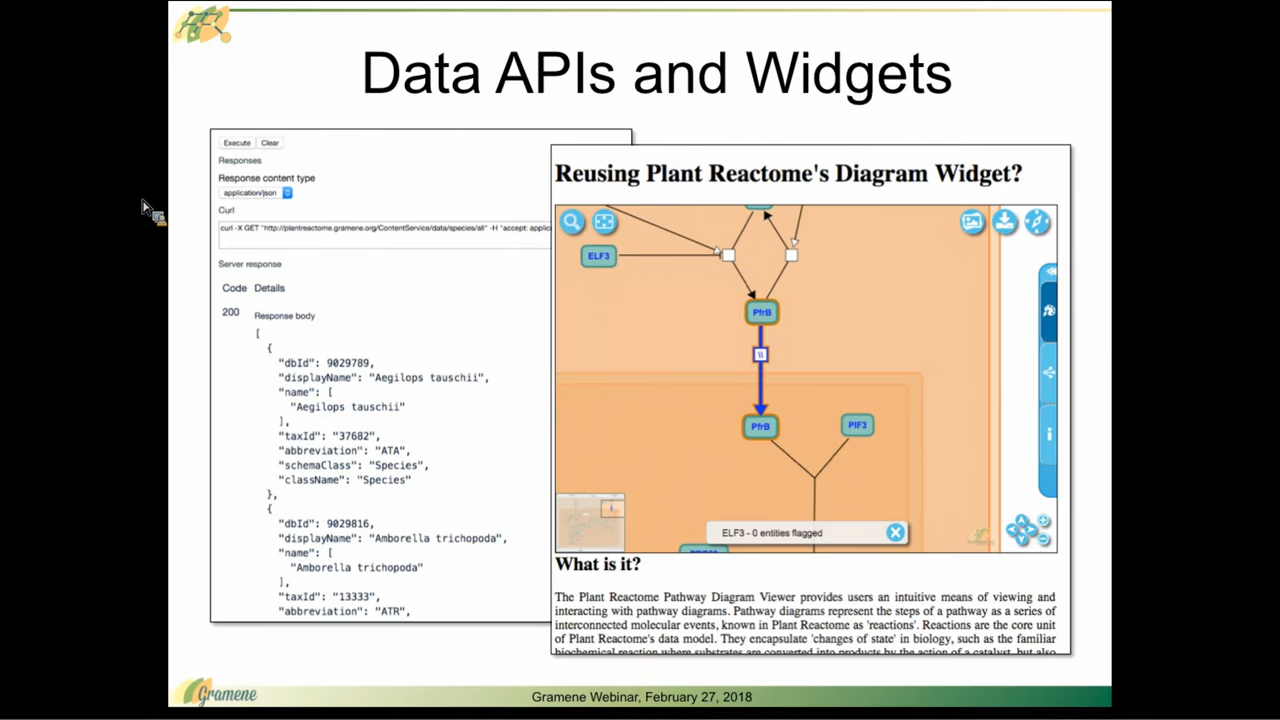 Data APIs and Widgets
Execute Clear
Responses
Response content type
application/json
Curl
curl -X GET "http://plantreactome.gramene.org/ContentService/data/species/all" -H "accept: applic
Server response
Code Details
200 Response body
[
{
"dbId": 9029789,
"displayName": "Aegilops tauschii",
"name": [
"Aegilops tauschii"
],
"taxId": "37682",
"abbreviation": "ATA",
"schemaClass": "Species",
"className": "Species"
},
{
"dbId": 9029816,
"displayName": "Amborella trichopoda",
"name": [
"Amborella trichopoda"
],
"taxId": "13333",
"abbreviation": "ATR",
Reusing Plant Reactome's Diagram Widget?
ELF3
PfrB
\\
PfrB
PIF3
ELF3 - 0 entities flagged
What is it?
The Plant Reactome Pathway Diagram Viewer provides users an intuitive means of viewing and
interacting with pathway diagrams. Pathway diagrams represent the steps of a pathway as a series of
interconnected molecular events, known in Plant Reactome as 'reactions'. Reactions are the core unit
of Plant Reactome's data model. They encapsulate 'changes of state' in biology, such as the familiar
biochemical reaction where substrates are converted into products by the action of a catalyst, but also
Gramene
Gramene Webinar, February 27, 2018